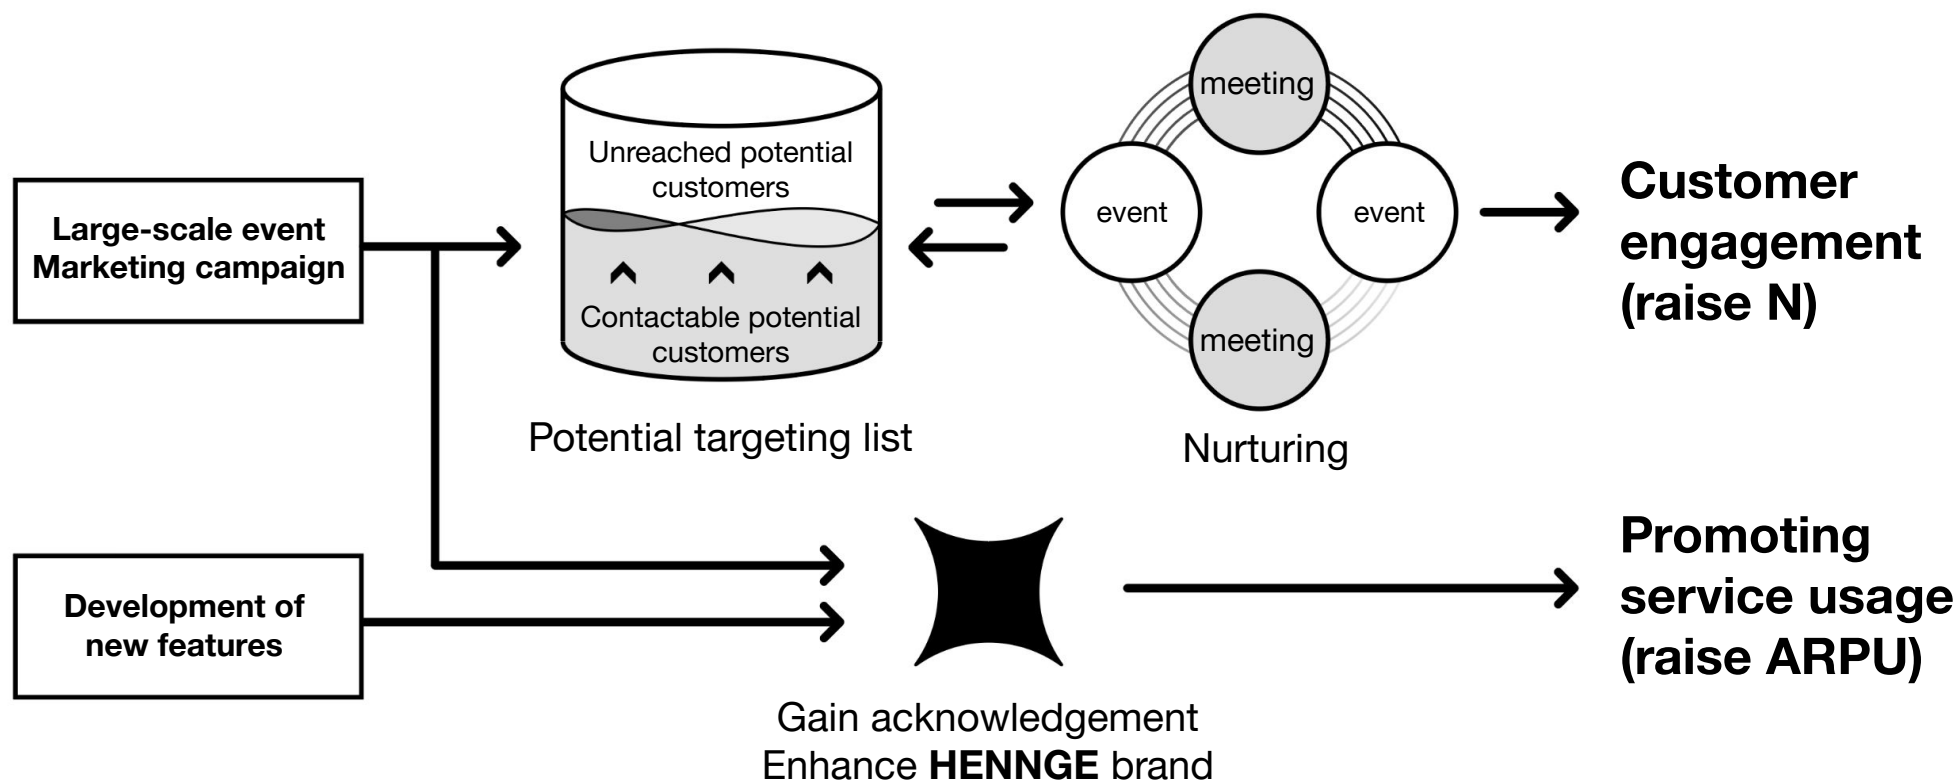 Large-scale event
Marketing campaign
Unreached potential
customers
Contactable potential
customers
Potential targeting list
meeting
event
event
meeting
Nurturing
Customer
engagement
(raise N)
Development of
new features
Gain acknowledgement
Enhance HENNGE brand
Promoting
service usage
(raise ARPU)